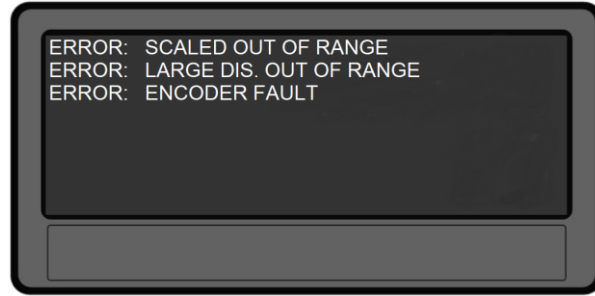 ERROR: SCALED OUT OF RANGE
ERROR: LARGE DIS. OUT OF RANGE
ERROR: ENCODER FAULT